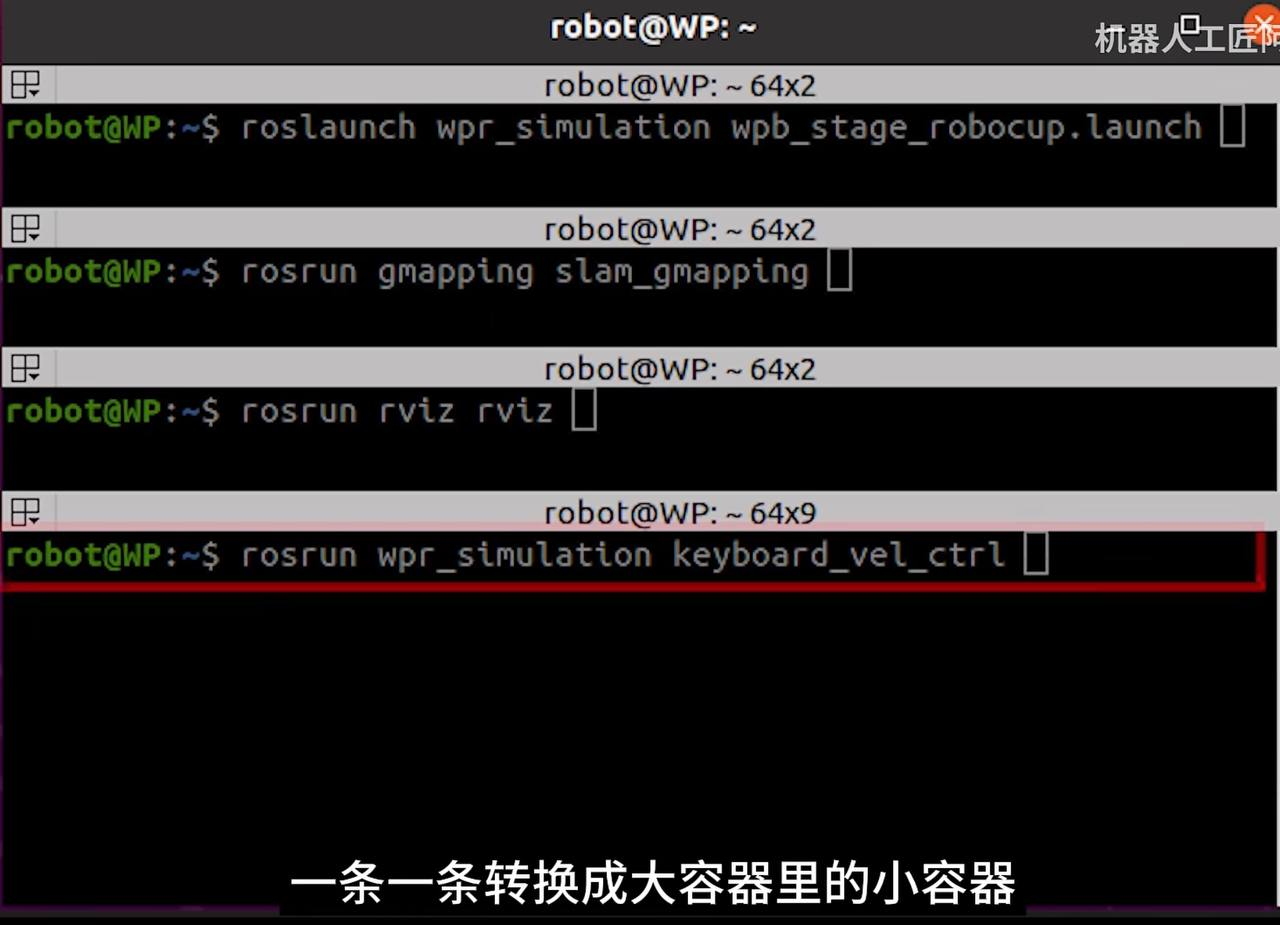 robot@WP: ~
机器人工匠阿
robot@WP: ~ 64x2
robot@WP:~$ roslaunch wpr_simulation wpb_stage_robocup.launch
robot@WP: ~ 64x2
robot@WP:~$ rosrun gmapping slam_gmapping
robot@WP: ~ 64x2
robot@WP:~$ rosrun rviz rviz
robot@WP: ~ 64x9
robot@WP:~$ rosrun wpr_simulation keyboard_vel_ctrl
一条一条转换成大容器里的小容器